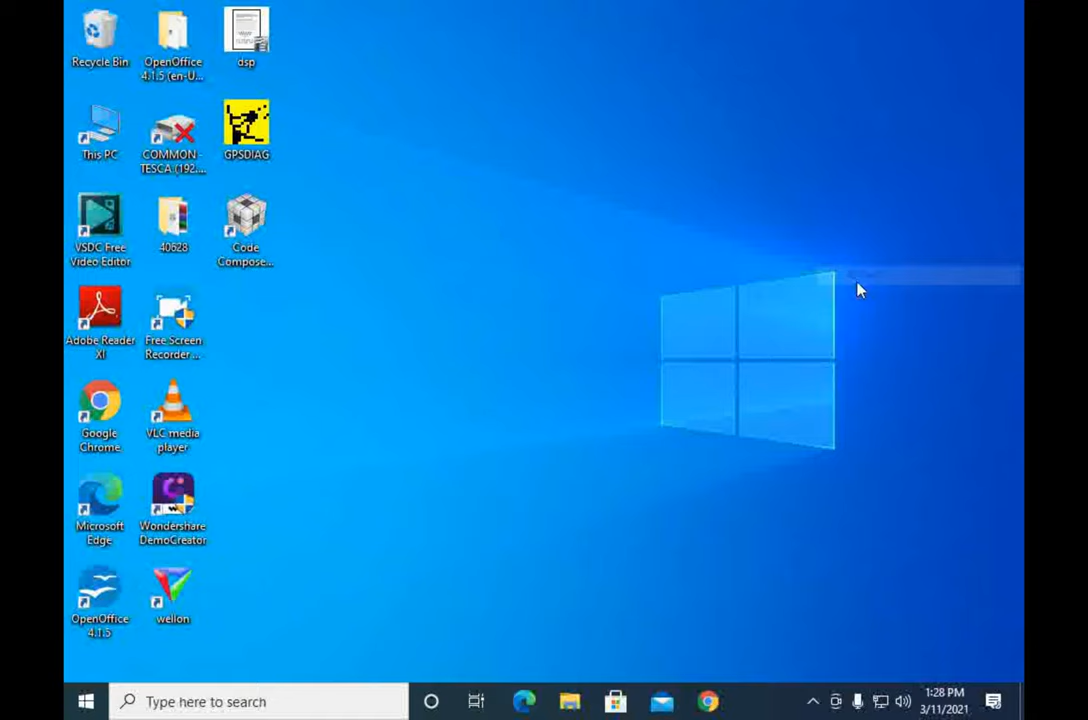 Recycle Bin
OpenOffice
4.1.5 (en-U...
dsp
This PC
COMMON -
TESCA (192....
GPSDIAG
VSDC Free
Video Editor
40628
Code
Compose...
Adobe Reader
XI
Free Screen
Recorder ...
Google
Chrome
VLC media
player
Microsoft
Edge
Wondershare
DemoCreator
OpenOffice
4.1.5
wellon
Type here to search
1:28 PM
3/11/2021